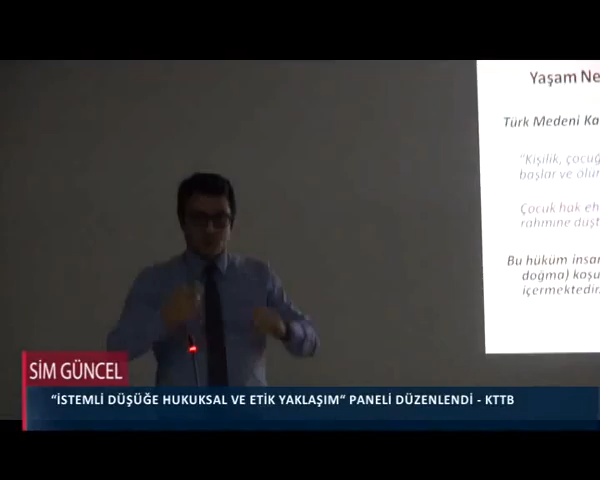 Yaşam Ne
Türk Medeni Ka
"Kişilik, çocuğ
başlar ve ölür
Çocuk hak eh
rahmine düşt
Bu hüküm insan
doğma) koşu
içermektedir.
SİM GÜNCEL
"İSTEMLİ DÜŞÜĞE HUKUKSAL VE ETİK YAKLAŞIM" PANELİ DÜZENLENDİ - KTTB